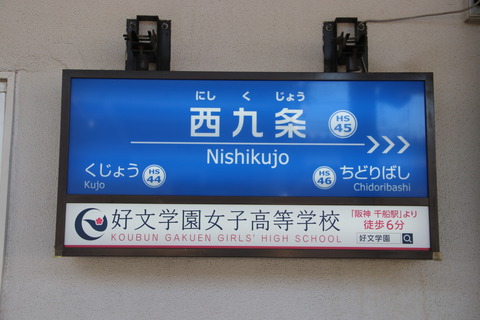 にし く じょう
西九条 HS 45
Nishikujo
くじょう HS 44
Kujo
HS 46 ちどりばし
Chidoribashi
好文学園女子高等学校
KOUBUN GAKUEN GIRLS' HIGH SCHOOL
「阪神 千船駅」より
徒歩6分
好文学園